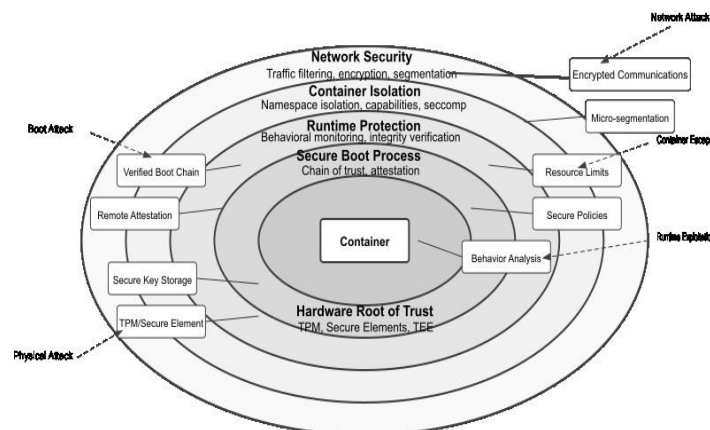 Network Attack
Network Security
Traffic filtering, encryption, segmentation
Encrypted Communications
Container Isolation
Namespace isolation, capabilities, seccomp
Micro-segmentation
Boot Attack
Runtime Protection
Behavioral monitoring, integrity verification
Container Escap
Secure Boot Process
Chain of trust, attestation
Verified Boot Chain
Resource Limits
Remote Attestation
Secure Policies
Container
Runtime Exploitatio
Behavior Analysis
Secure Key Storage
Hardware Root of Trust
TPM, Secure Elements, TEE
TPM/Secure Element
Physical Attack